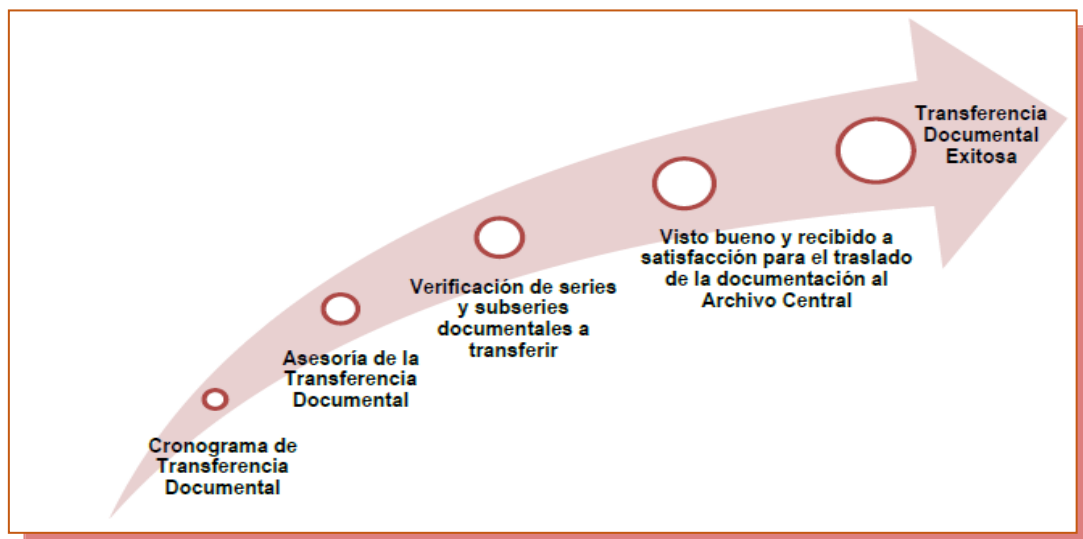 Cronograma de
Transferencia
Documental
Asesoría de la
Transferencia
Documental
Verificación de series
y subseries
documentales a
transferir
Visto bueno y recibido a
satisfacción para el traslado
de la documentación al
Archivo Central
Transferencia
Documental
Exitosa